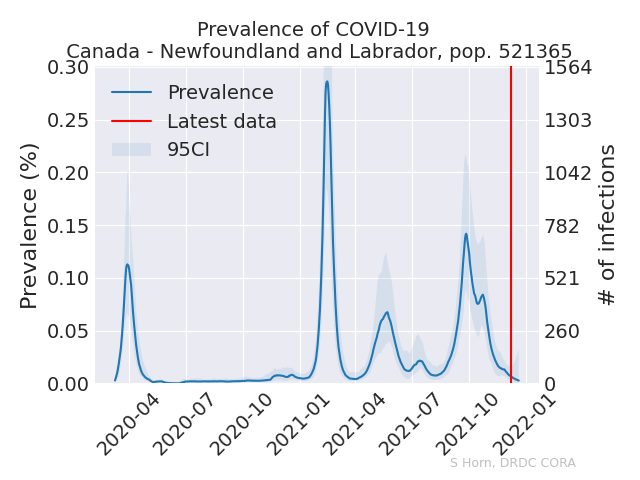 Prevalence of COVID-19
Canada - Newfoundland and Labrador, pop. 521365
0.30
0.25
0.20
0.15
0.10
0.05
0.00
Prevalence (%)
Prevalence
Latest data
95CI
1564
1303
1042
782
521
260
0
# of infections
2020-04
2020-07
2020-10
2021-01
2021-04
2021-07
2021-10
2022-01
S Horn, DRDC CORA